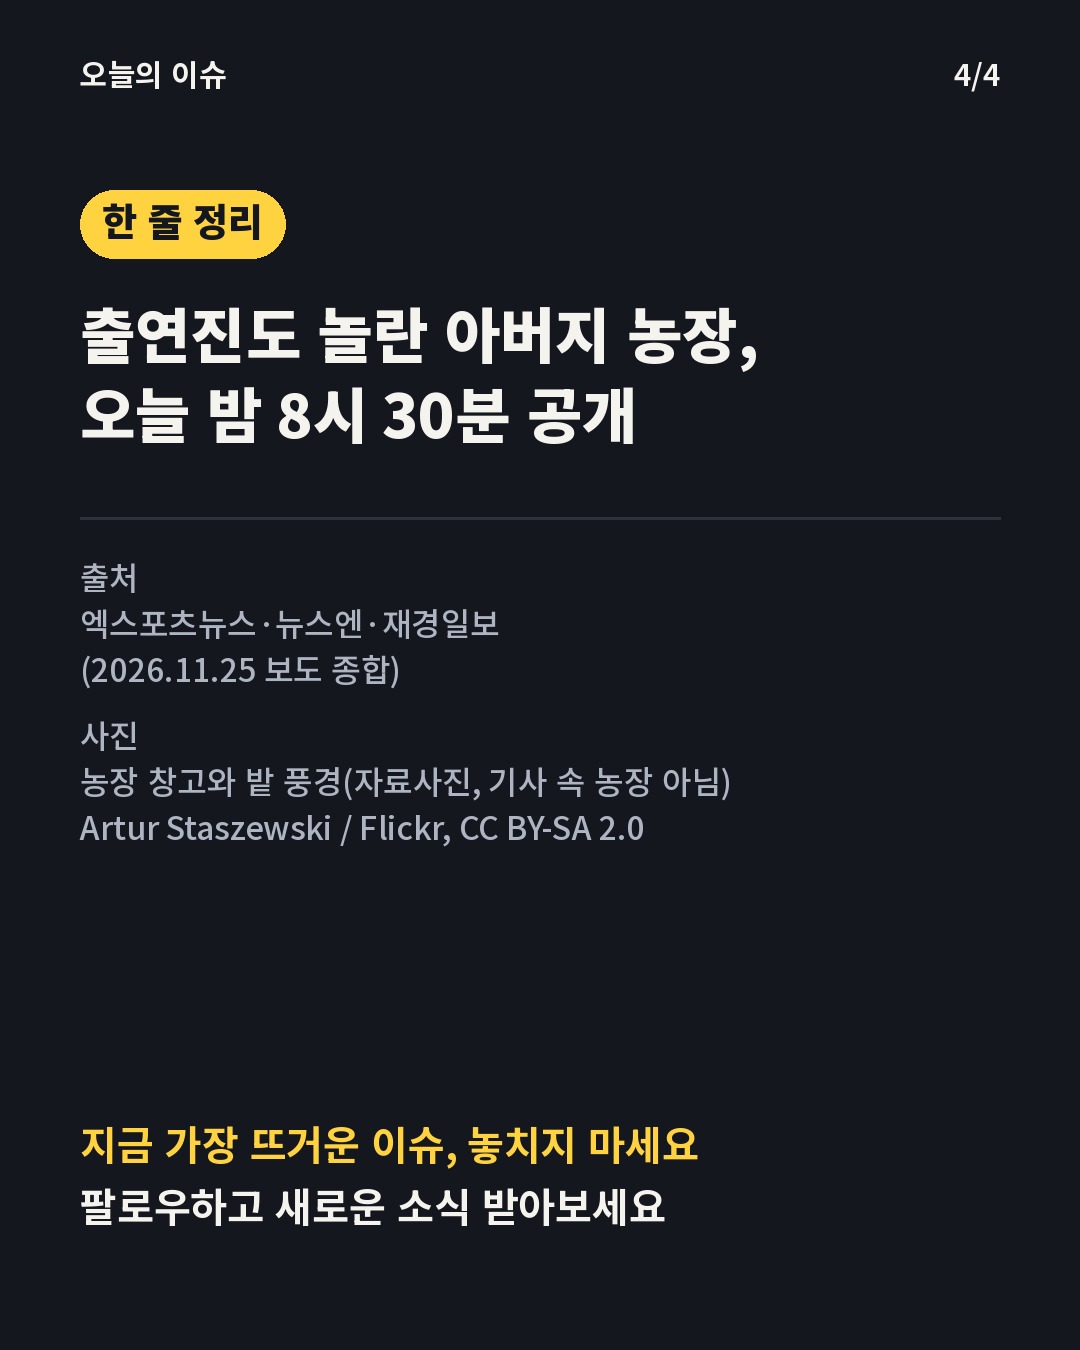 오늘의 이슈
4/4
한 줄 정리
출연진도 놀란 아버지 농장,
오늘 밤 8시 30분 공개
출처
엑스포츠뉴스·뉴스엔·재경일보
(2026.11.25 보도 종합)
사진
농장 창고와 밭 풍경(자료사진, 기사 속 농장 아님)
Artur Staszewski / Flickr, CC BY-SA 2.0
지금 가장 뜨거운 이슈, 놓치지 마세요
팔로우하고 새로운 소식 받아보세요